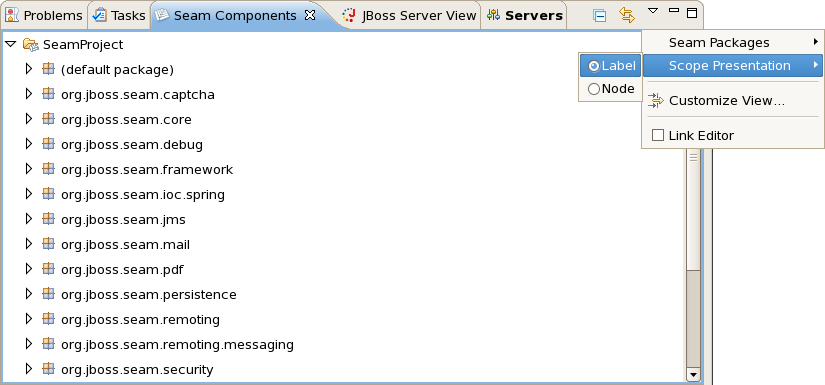 Problems Tasks Seam Components JBoss Server View Servers
SeamProject
(default package)
org.jboss.seam.captcha
org.jboss.seam.core
org.jboss.seam.debug
org.jboss.seam.framework
org.jboss.seam.ioc.spring
org.jboss.seam.jms
org.jboss.seam.mail
org.jboss.seam.pdf
org.jboss.seam.persistence
org.jboss.seam.remoting
org.jboss.seam.remoting.messaging
org.jboss.seam.security
Seam Packages
Scope Presentation
Label
Node
Customize View...
Link Editor